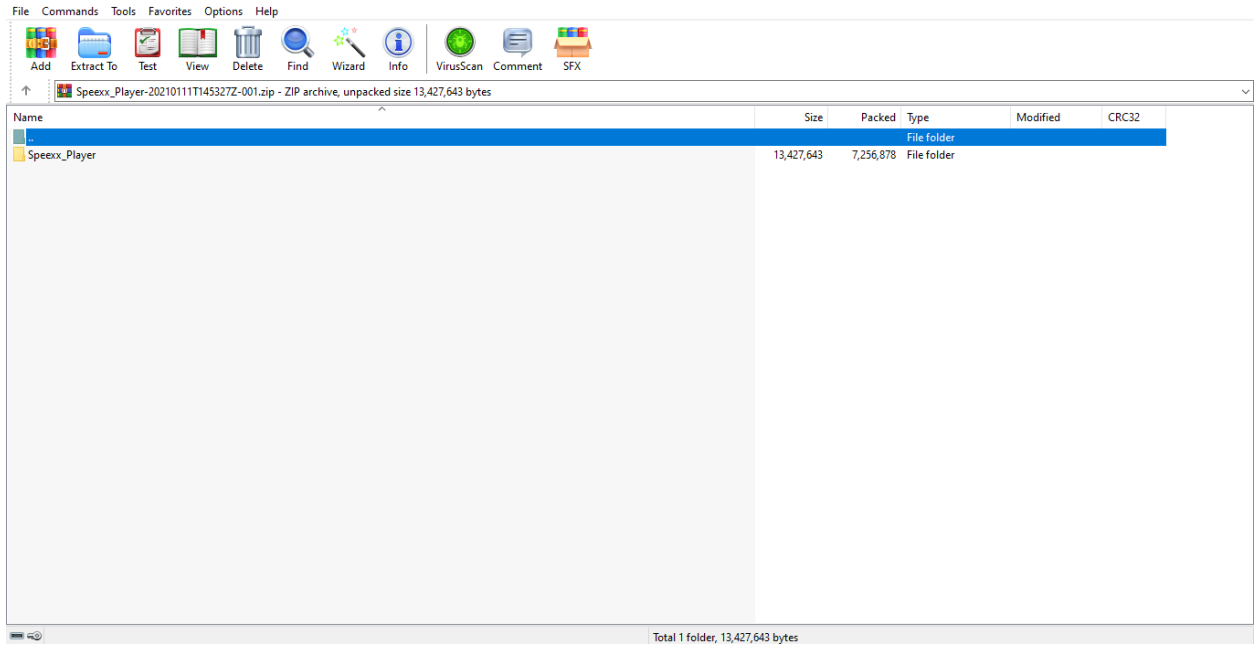 File Commands Tools Favorites Options Help
Add Extract To Test View Delete Find Wizard Info VirusScan Comment SFX
Speexx_Player-20210111T145327Z-001.zip - ZIP archive, unpacked size 13,427,643 bytes
Name Size Packed Type Modified CRC32
.. File folder
Speexx_Player 13,427,643 7,256,878 File folder
Total 1 folder, 13,427,643 bytes